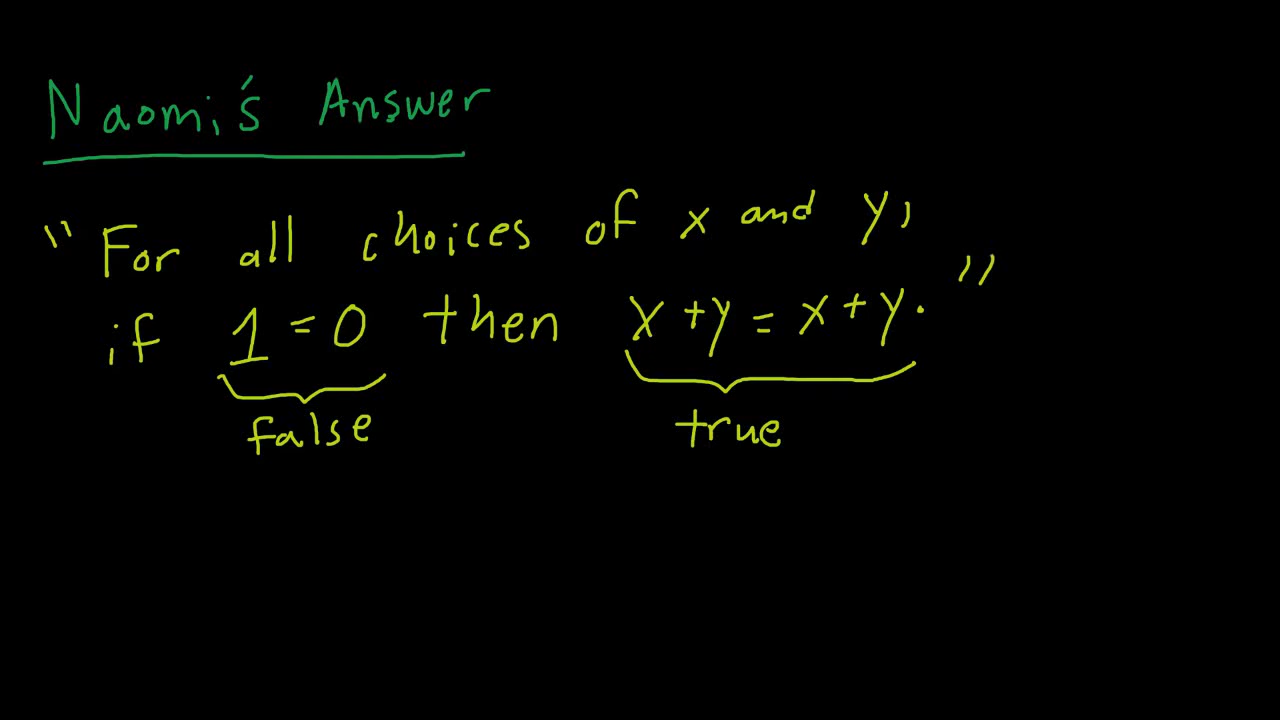 Naomi's Answer
"For all choices of x and y,
if 1 = 0 then x + y = x + y."
false true